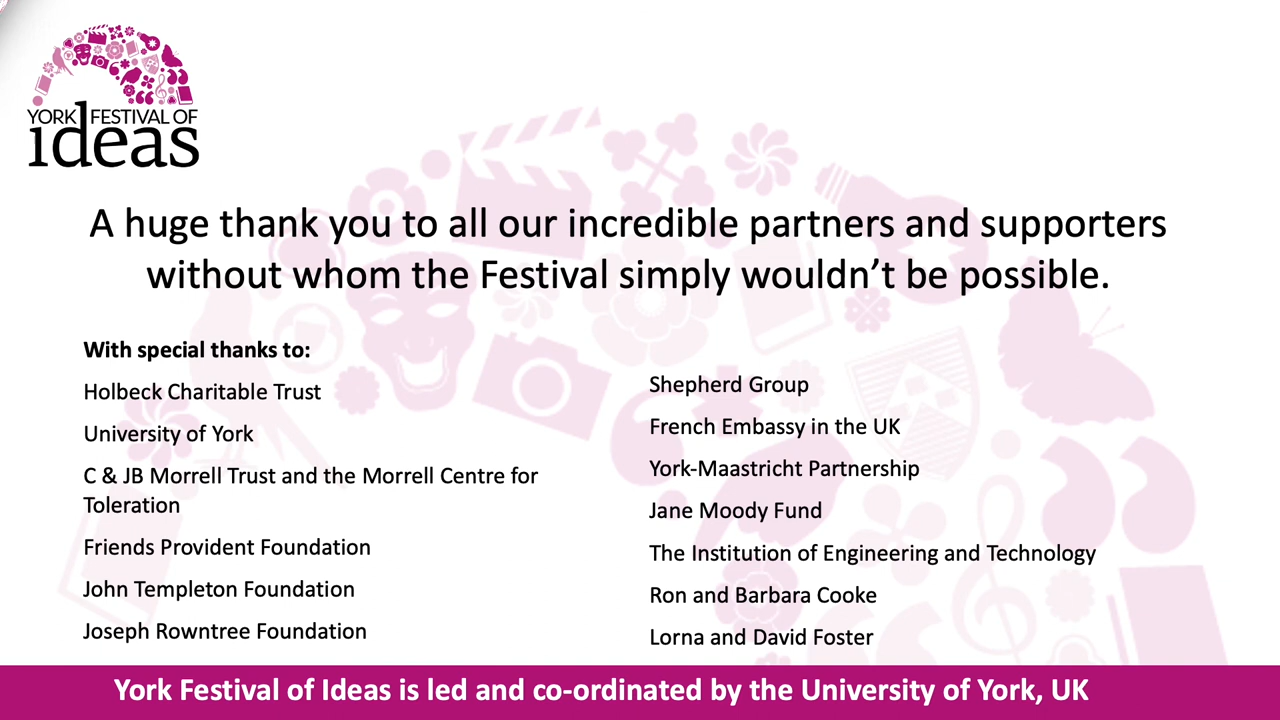 YORK FESTIVAL OF
ideas
A huge thank you to all our incredible partners and supporters
without whom the Festival simply wouldn’t be possible.
With special thanks to:
Holbeck Charitable Trust
University of York
C & JB Morrell Trust and the Morrell Centre for
Toleration
Friends Provident Foundation
John Templeton Foundation
Joseph Rowntree Foundation
Shepherd Group
French Embassy in the UK
York-Maastricht Partnership
Jane Moody Fund
The Institution of Engineering and Technology
Ron and Barbara Cooke
Lorna and David Foster
York Festival of Ideas is led and co-ordinated by the University of York, UK